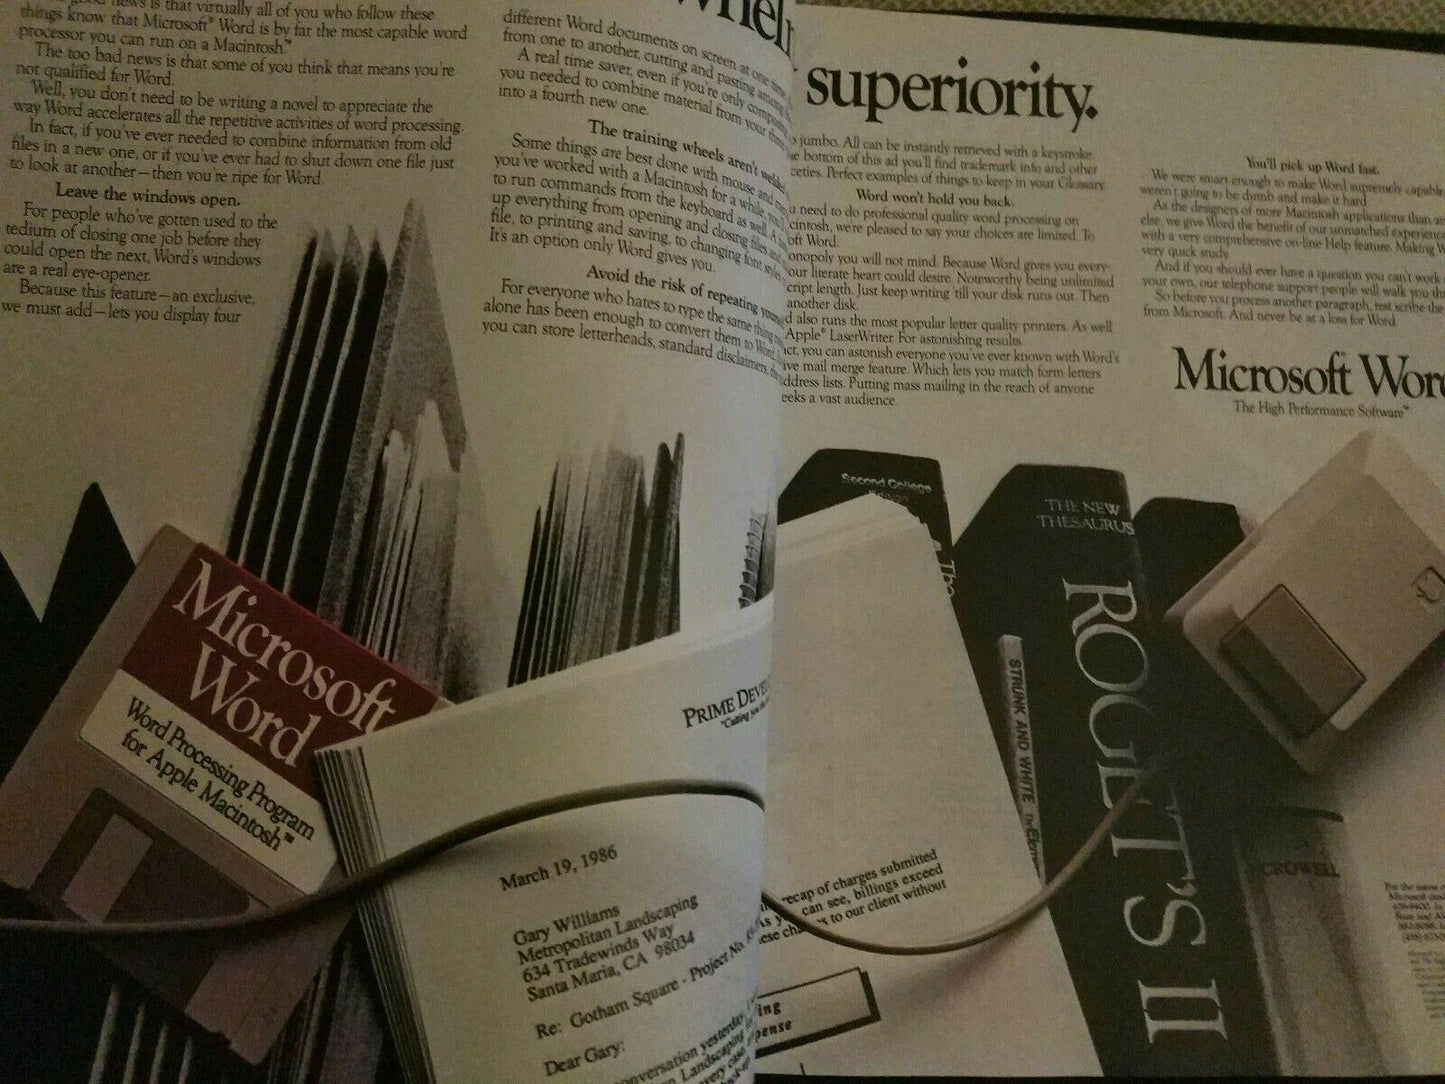 news is that virtually all of you who follow these
things know that Microsoft® Word is by far the most capable word
processor you can run on a Macintosh.™
The too bad news is that some of you think that means you're
not qualified for Word.
Well, you don't need to be writing a novel to appreciate the
way Word accelerates all the repetitive activities of word processing.
In fact, if you've ever needed to combine information from old
files in a new one, or if you've ever had to shut down one file just
to look at another—then you're ripe for Word.
Leave the windows open.
For people who've gotten used to the
tedium of closing one job before they
could open the next, Word's windows
are a real eye-opener.
Because this feature—an exclusive,
we must add—lets you display four
different Word documents on screen at one
from one to another, cutting and pasting among
A real time saver, even if you're only
you needed to combine material from your
into a fourth new one.
The training wheels aren't
Some things are best done with mouse and
you've worked with a Macintosh for a while,
to run commands from the keyboard as well.
up everything from opening and closing files and
file, to printing and saving, to changing font
It's an option only Word gives you.
Avoid the risk of repeating
For everyone who hates to type the same thing
alone has been enough to convert them to Word.
you can store letterheads, standard disclaimers,
superiority.
jumbo. All can be instantly retrieved with a keystroke.
bottom of this ad you'll find trademark info and other
Perfect examples of things to keep in your Glossary
Word won't hold you back.
need to do professional quality word processing on
we're pleased to say your choices are limited. To
Word.
you will not mind. Because Word gives you every-
our literate heart could desire. Noteworthy being unlimited
length. Just keep writing 'till your disk runs out. Then
another disk.
also runs the most popular letter quality printers. As well
Apple® LaserWriter. For astonishing results.
you can astonish everyone you've ever known with Word's
mail merge feature. Which lets you match form letters
lists. Putting mass mailing in the reach of anyone
a vast audience.
You'll pick up Word fast.
We were smart enough to make Word supremely capable
weren't going to be dumb and make it hard
As the designers of more Macintosh applications than
else, we give Word the benefit of our unmatched experience
with a very comprehensive on-line Help feature. Making
very quick study.
And if you should ever have a question you can't work
your own, our telephone support people will walk you
So before you process another paragraph, test scribe the
from Microsoft. And never be at a loss for Word.
Microsoft Word
The High Performance Software™
Microsoft
Word
Word Processing Program
for Apple Macintosh™
PRIME
March 19, 1986
Gary Williams
Metropolitan Landscaping
634 Tradewinds Way
Santa Maria, CA 98034
Re: Gotham Square - Project No.
Dear Gary:
yesterday
Landscaping
recap of charges submitted
can see, billings exceed
to our client without
Second College
THE NEW
THESAURUS
ROGET'S II
STRUNK AND WHITE
CROWELL